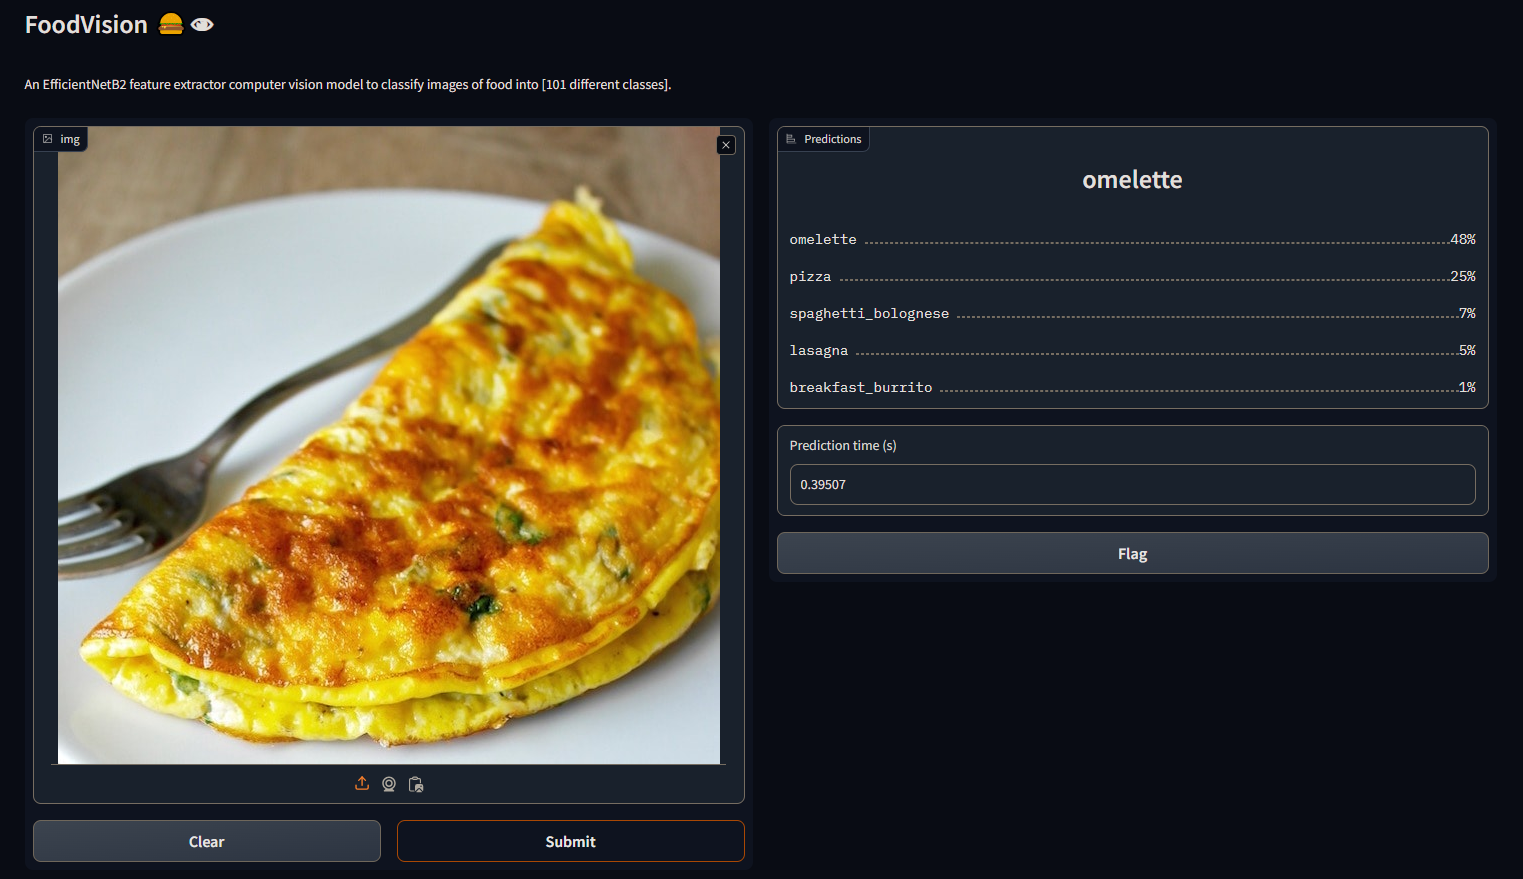 FoodVision 🍔👁
An EfficientNetB2 feature extractor computer vision model to classify images of food into [101 different classes].
img
Predictions
omelette
omelette 48%
pizza 25%
spaghetti_bolognese 7%
lasagna 5%
breakfast_burrito 1%
Prediction time (s)
0.39507
Flag
Clear
Submit